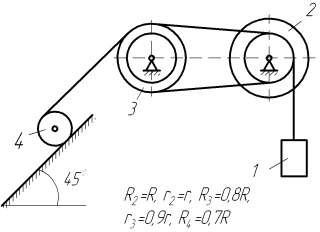 2
3
4
1
45°
R₂=R, r₂=r, R₃=0,8R,
r₃=0,9r, R₄=0,7R